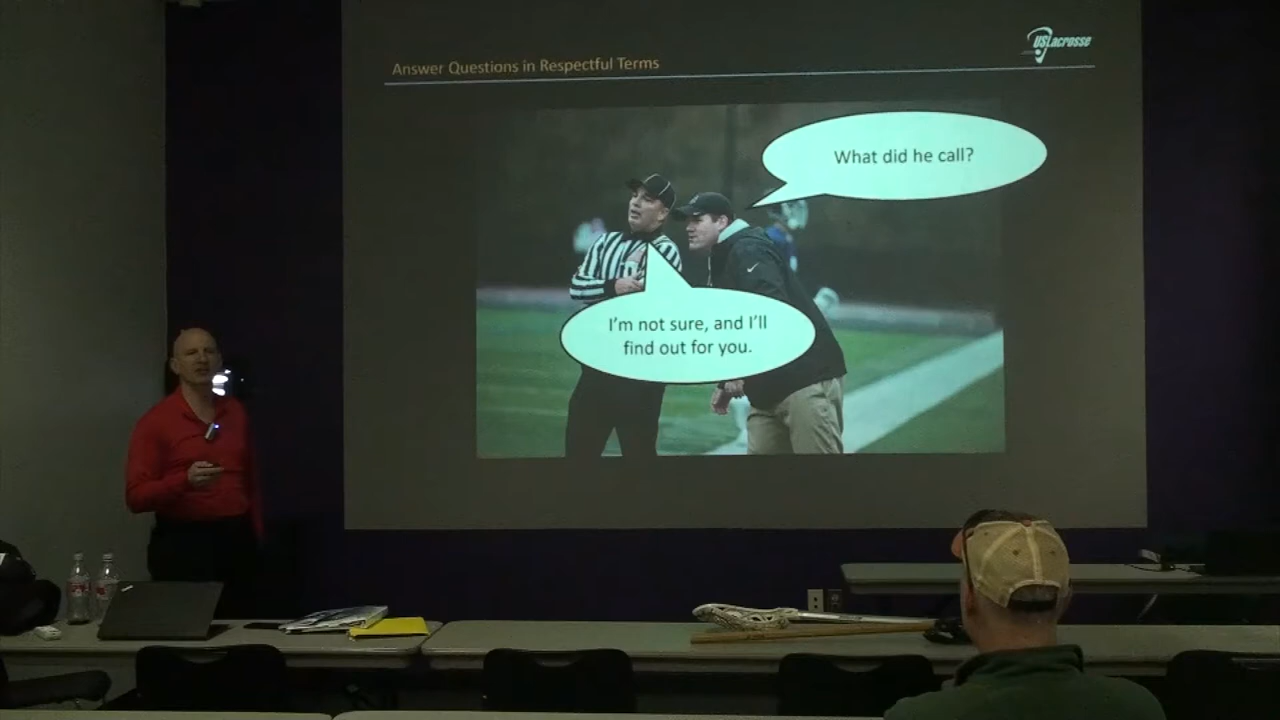 Answer Questions in Respectful Terms
USLacrosse
What did he call?
I'm not sure, and I'll
find out for you.